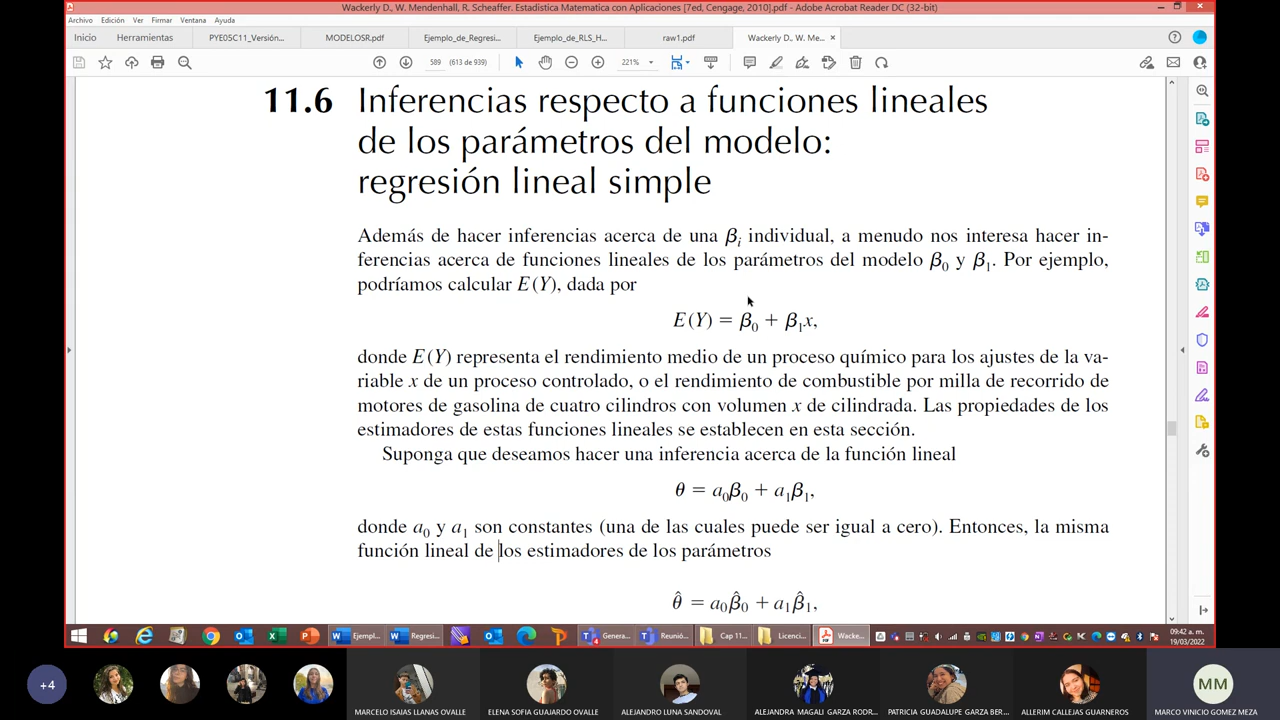 Wackerly D., W. Mendenhall, R. Scheaffer. Estadística Matematica con Aplicaciones [7ed, Cengage, 2010].pdf - Adobe Acrobat Reader DC (32-bit)
Archivo Edición Ver Firmar Ventana Ayuda
Inicio Herramientas PYE05C11_Versión... MODELOSR.pdf Ejemplo_de_Regresi... Ejemplo_de_RLS_H... raw1.pdf Wackerly D., W. Me... ×
589 (613 de 939) 221%
11.6 Inferencias respecto a funciones lineales
de los parámetros del modelo:
regresión lineal simple
Además de hacer inferencias acerca de una βi individual, a menudo nos interesa hacer in-
ferencias acerca de funciones lineales de los parámetros del modelo β0 y β1. Por ejemplo,
podríamos calcular E(Y), dada por
E(Y) = β0 + β1x,
donde E(Y) representa el rendimiento medio de un proceso químico para los ajustes de la va-
riable x de un proceso controlado, o el rendimiento de combustible por milla de recorrido de
motores de gasolina de cuatro cilindros con volumen x de cilindrada. Las propiedades de los
estimadores de estas funciones lineales se establecen en esta sección.
Suponga que deseamos hacer una inferencia acerca de la función lineal
θ = a0β0 + a1β1,
donde a0 y a1 son constantes (una de las cuales puede ser igual a cero). Entonces, la misma
función lineal de los estimadores de los parámetros
θ̂ = a0β̂0 + a1β̂1,
Ejempl... Regresi... Genera... Reunió... Cap 11... Licenci... Wacke...
09:42 a. m.
19/03/2022
+4 MM
MARCELO ISAIAS LLANAS OVALLE ELENA SOFIA GUAJARDO OVALLE ALEJANDRO LUNA SANDOVAL ALEJANDRA MAGALI GARZA RODR... PATRICIA GUADALUPE GARZA BER... ALLERIM CALLEJAS GUARNEROS MARCO VINICIO GOMEZ MEZA